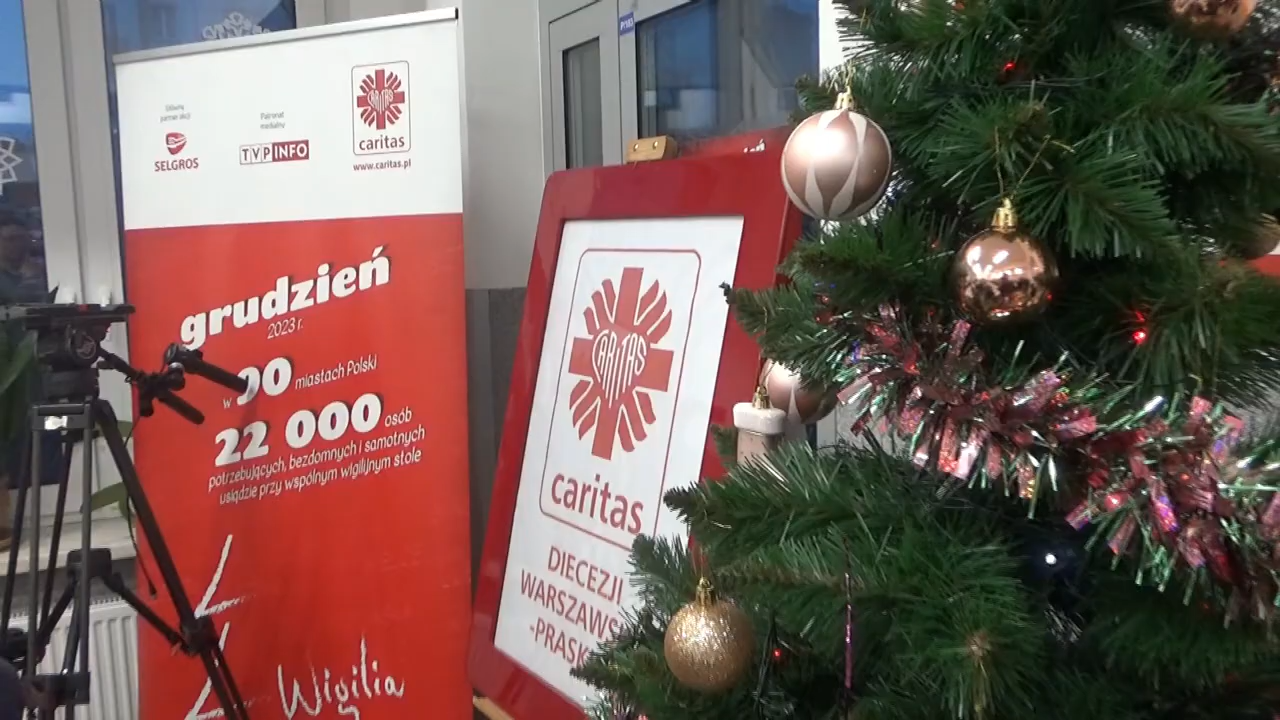 Główny
partner akcji
SELGROS
Patronat
medialny
TVP INFO
CARITAS
caritas
www.caritas.pl
grudzień
2023 r.
w 90 miastach Polski
22 000 osób
potrzebujących, bezdomnych i samotnych
usiądzie przy wspólnym wigilijnym stole
Wigilia
CARITAS
caritas
DIECEZJI
WARSZAWS
-PRASK